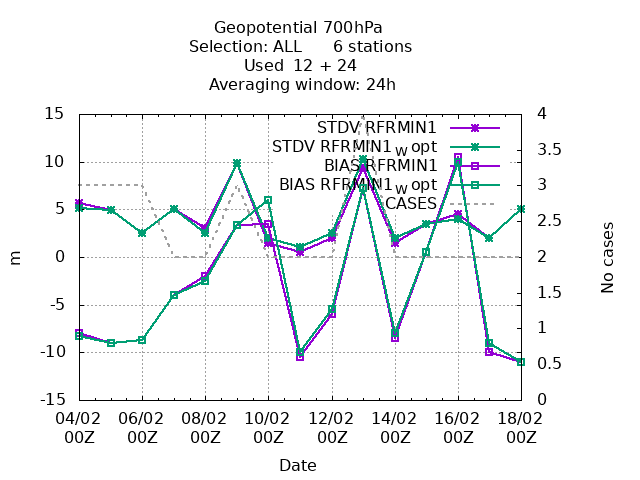 Geopotential 700hPa
Selection: ALL      6 stations
Used  12 + 24
Averaging window: 24h
STDV RFRMIN1
STDV RFRMIN1_w opt
BIAS RFRMIN1
BIAS RFRMIN1_w opt
CASES
15
10
5
0
-5
-10
-15
m
4
3.5
3
2.5
2
1.5
1
0.5
0
No cases
04/02 06/02 08/02 10/02 12/02 14/02 16/02 18/02
00Z 00Z 00Z 00Z 00Z 00Z 00Z 00Z
Date